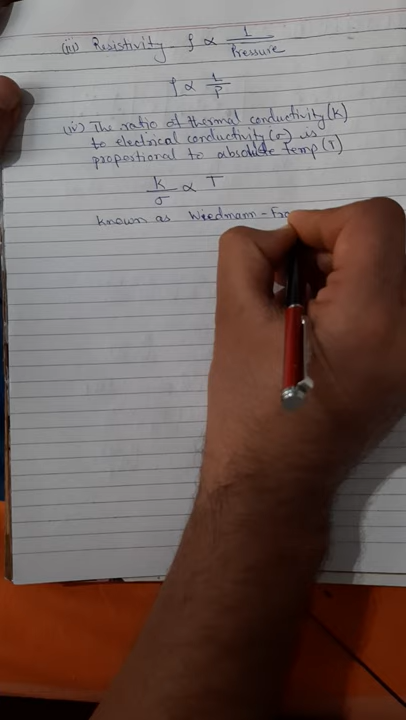 (iii) Resistivity ρ ∝ 1/Pressure
ρ ∝ 1/P
(iv) The ratio of thermal conductivity (K)
to electrical conductivity (σ) is
propostional to absolute Temp (T)
K/σ ∝ T
known as Wiedmann-